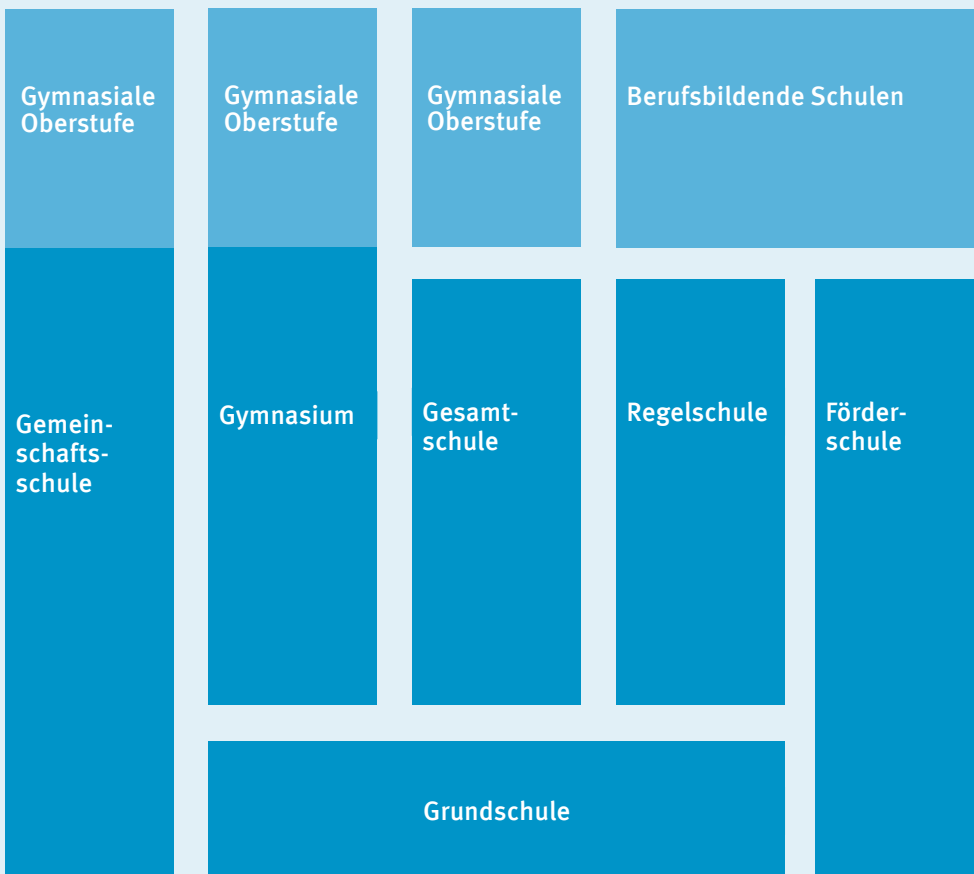 Gymnasiale
Oberstufe
Gymnasiale
Oberstufe
Gymnasiale
Oberstufe
Berufsbildende Schulen
Gemein-
schafts-
schule
Gymnasium
Gesamt-
schule
Regelschule
Förder-
schule
Grundschule